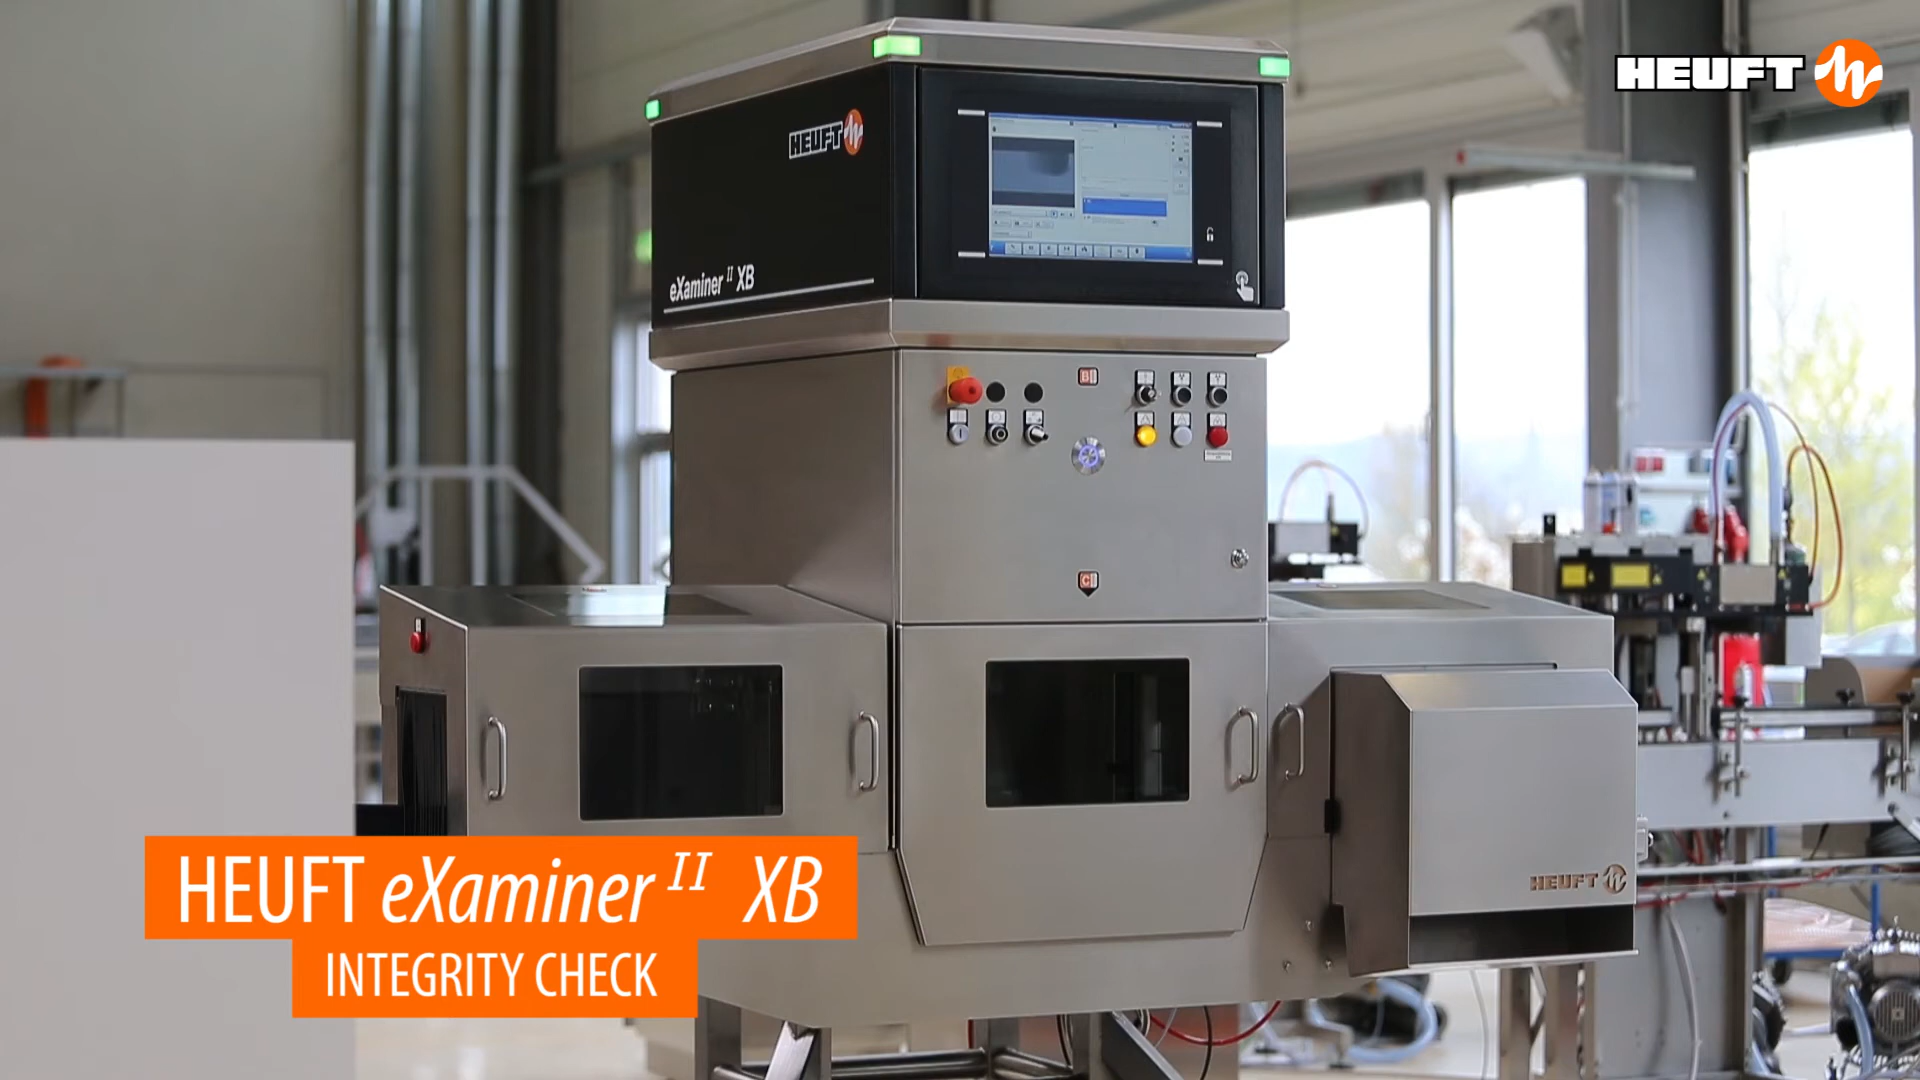 HEUFT
HEUFT
eXaminer II XB
B
C
HEUFT
HEUFT eXaminer II XB
INTEGRITY CHECK